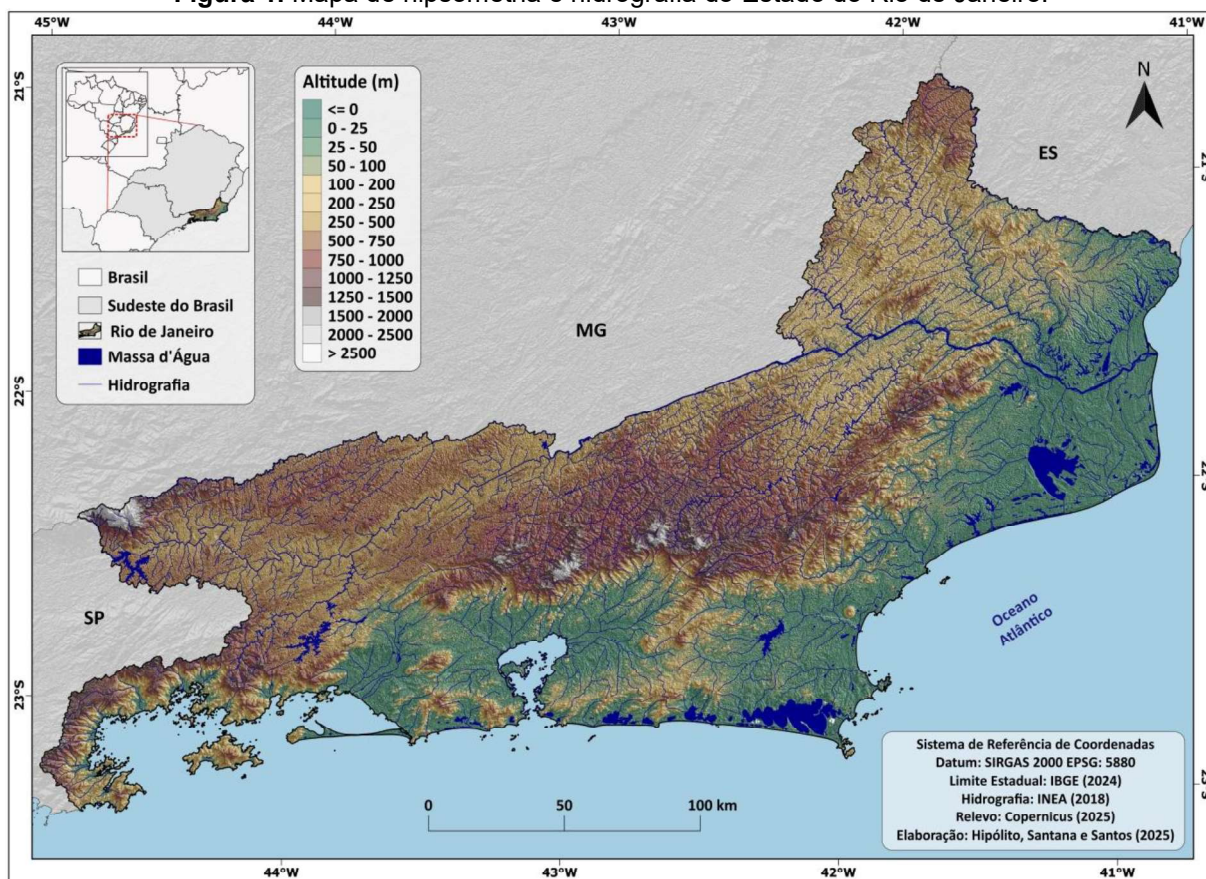 Figura 1. Mapa de hipsometria e hidrografia do Estado do Rio de Janeiro.
45°W
44°W
43°W
42°W
41°W
21°S
22°S
23°S
Altitude (m)
<= 0
0 - 25
25 - 50
50 - 100
100 - 200
200 - 250
250 - 500
500 - 750
750 - 1000
1000 - 1250
1250 - 1500
1500 - 2000
2000 - 2500
> 2500
Brasil
Sudeste do Brasil
Rio de Janeiro
Massa d'Água
Hidrografia
N
ES
MG
SP
Oceano
Atlântico
22°S
0 50 100 km
Sistema de Referência de Coordenadas
Datum: SIRGAS 2000 EPSG: 5880
Limite Estadual: IBGE (2024)
Hidrografia: INEA (2018)
Relevo: Copernicus (2025)
Elaboração: Hipólito, Santana e Santos (2025)
44°W
43°W
42°W
41°W